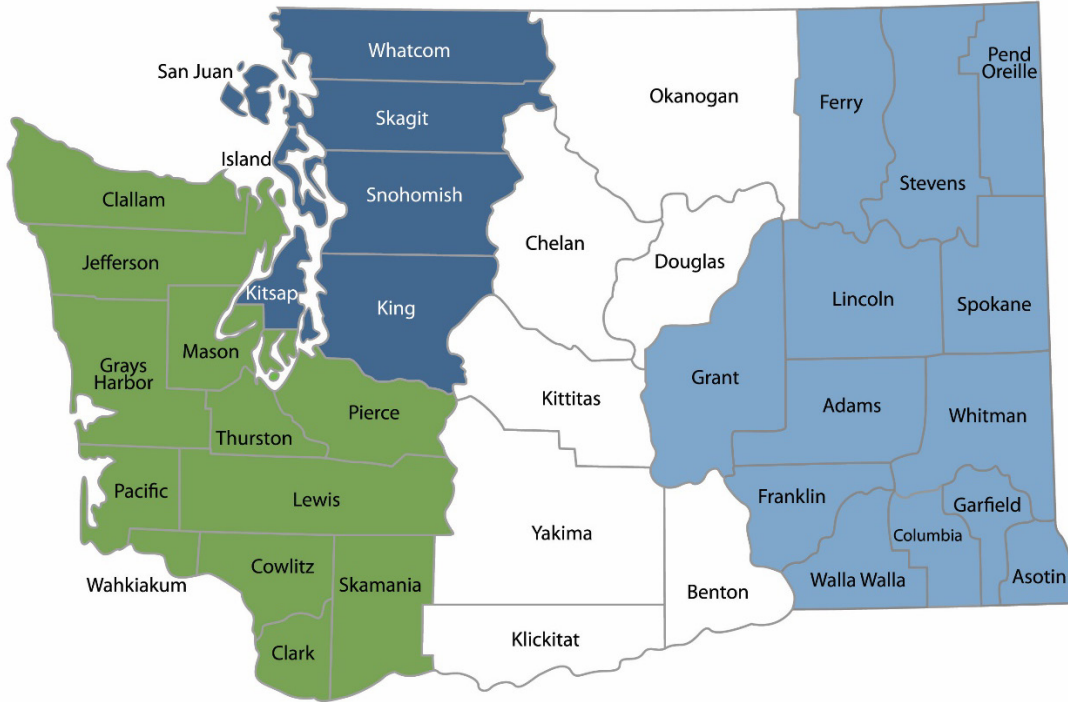 Whatcom
San Juan
Pend
Oreille
Okanogan
Ferry
Skagit
Island
Stevens
Clallam
Snohomish
Chelan
Jefferson
Douglas
Kitsap
Lincoln
Spokane
King
Mason
Grays
Harbor
Grant
Kittitas
Adams
Pierce
Whitman
Thurston
Pacific
Lewis
Franklin
Garfield
Yakima
Columbia
Cowlitz
Skamania
Wahkiakum
Walla Walla
Asotin
Benton
Klickitat
Clark